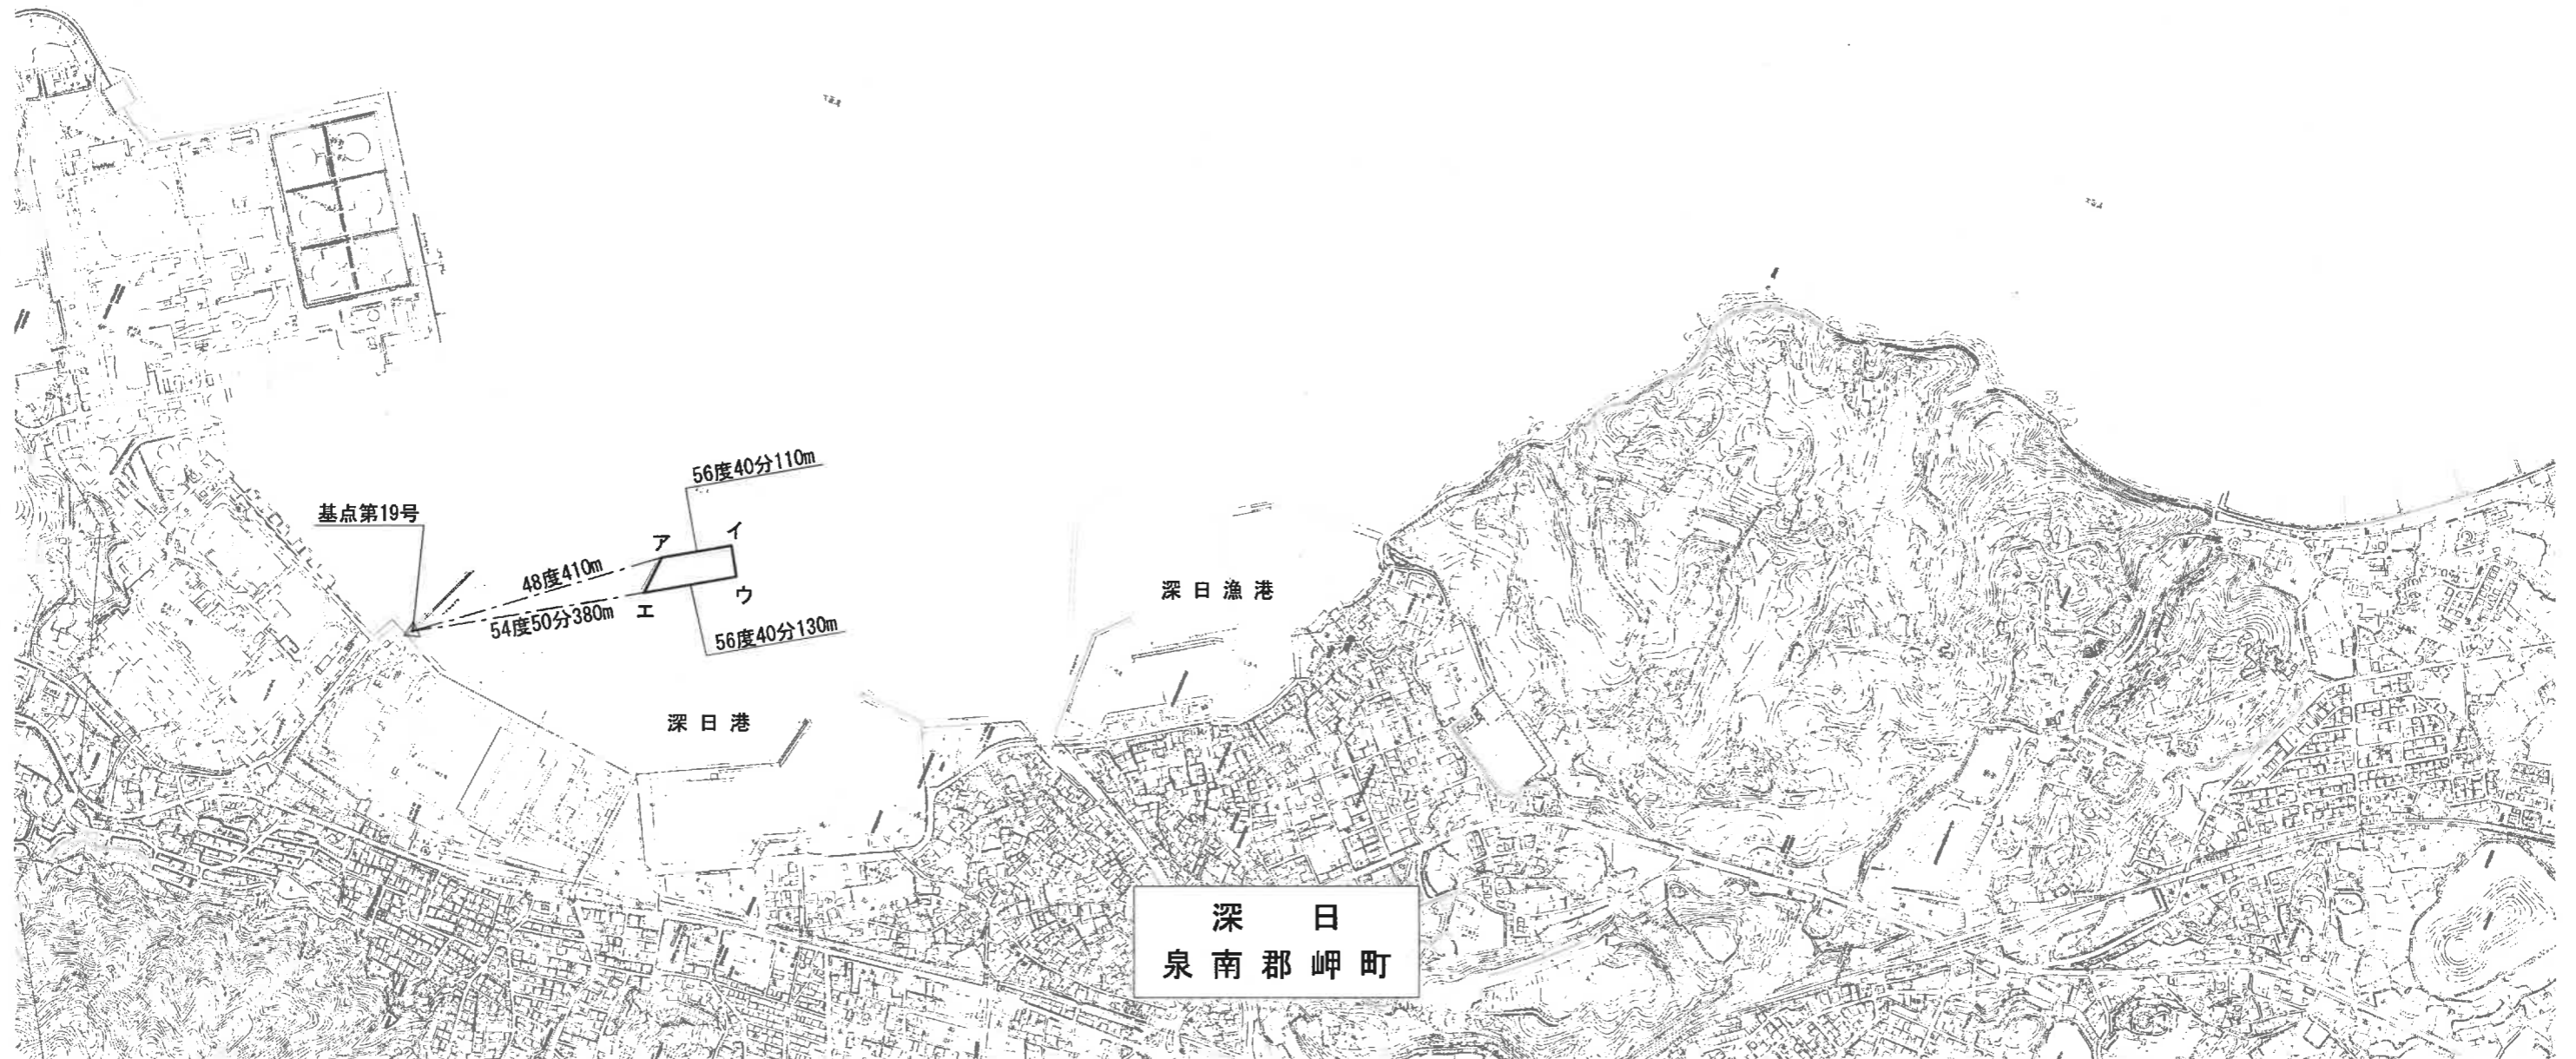 56度40分110m
基点第19号
ア
イ
48度410m
ウ
エ
54度50分380m
56度40分130m
深日漁港
深日港
深日
泉南郡岬町